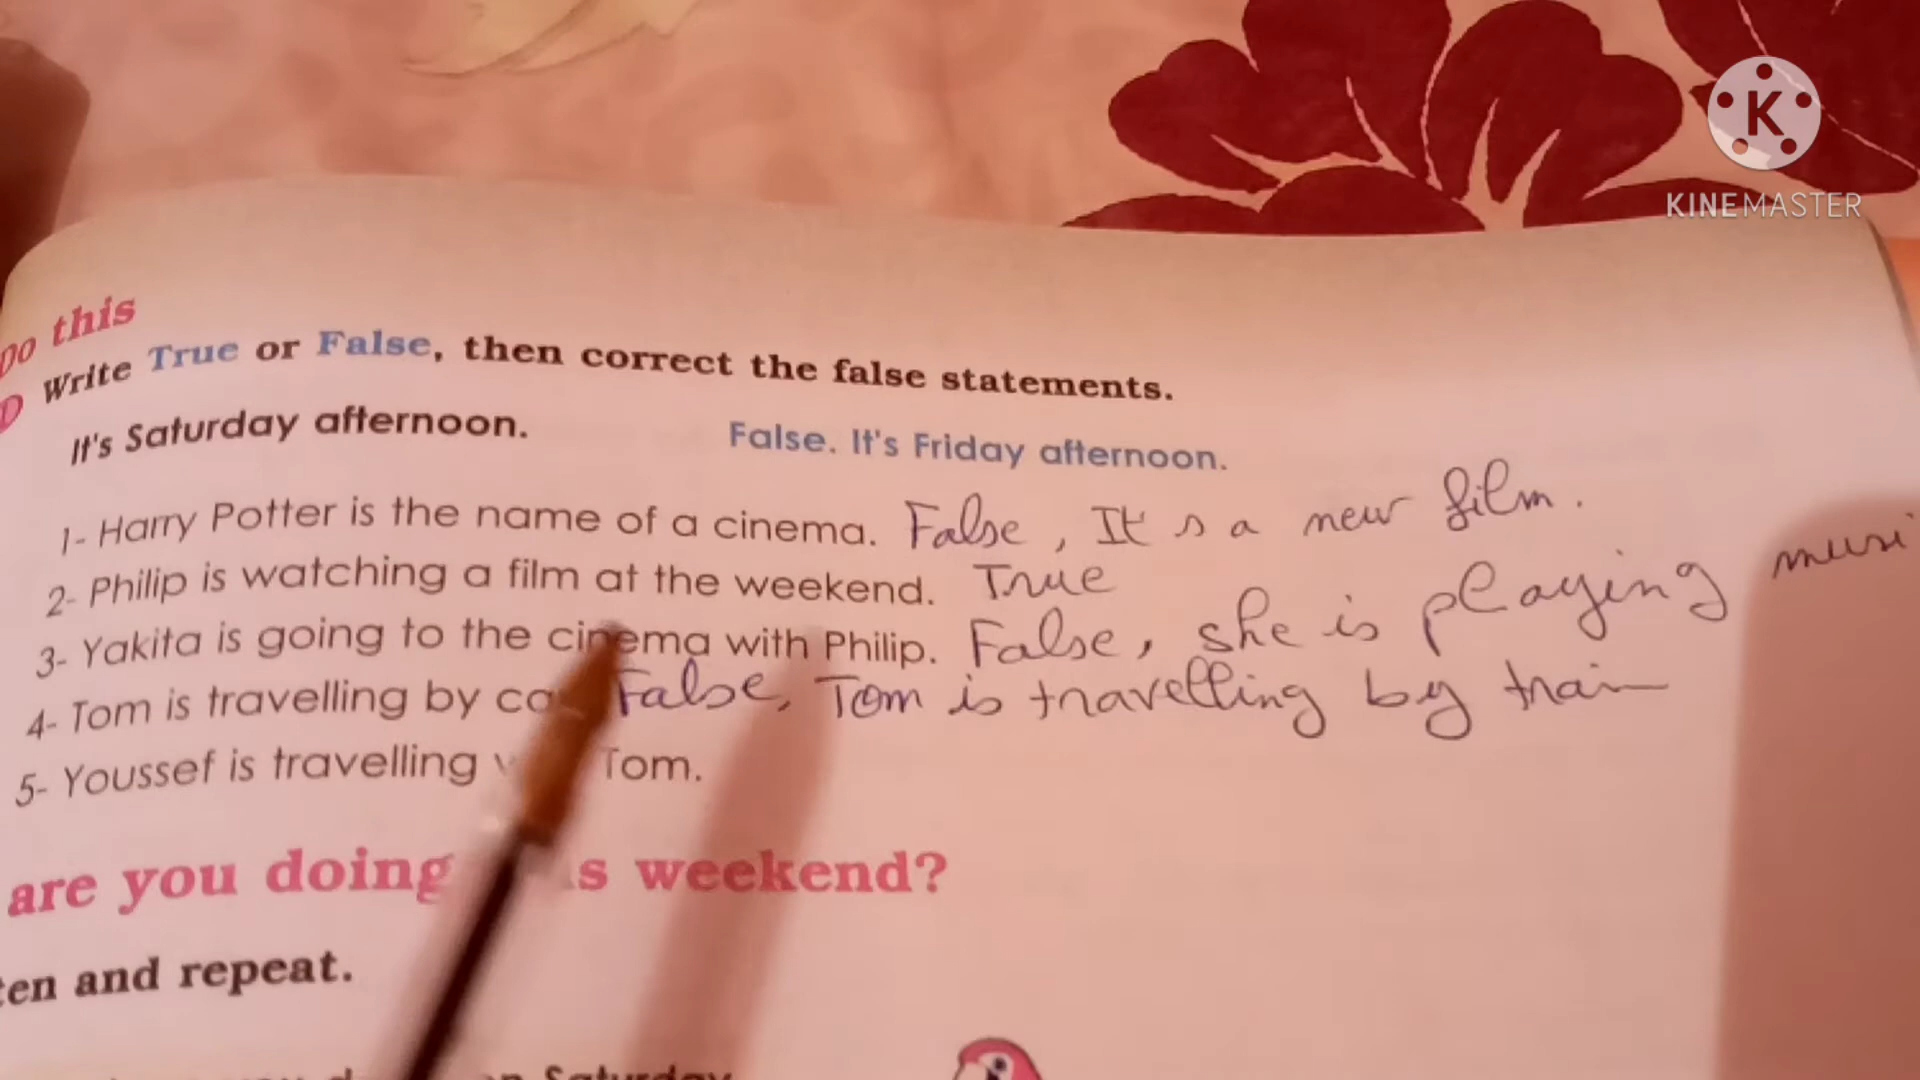 K
KINEMASTER
Do this
D Write True or False, then correct the false statements.
It's Saturday afternoon. False. It's Friday afternoon.
1- Harry Potter is the name of a cinema. False, It s a new film.
2- Philip is watching a film at the weekend. True
3- Yakita is going to the cinema with Philip. False, she is playing musi
4- Tom is travelling by False, Tom is travelling by train
5- Youssef is travelling Tom.
are you doing weekend?
and repeat.
Saturday